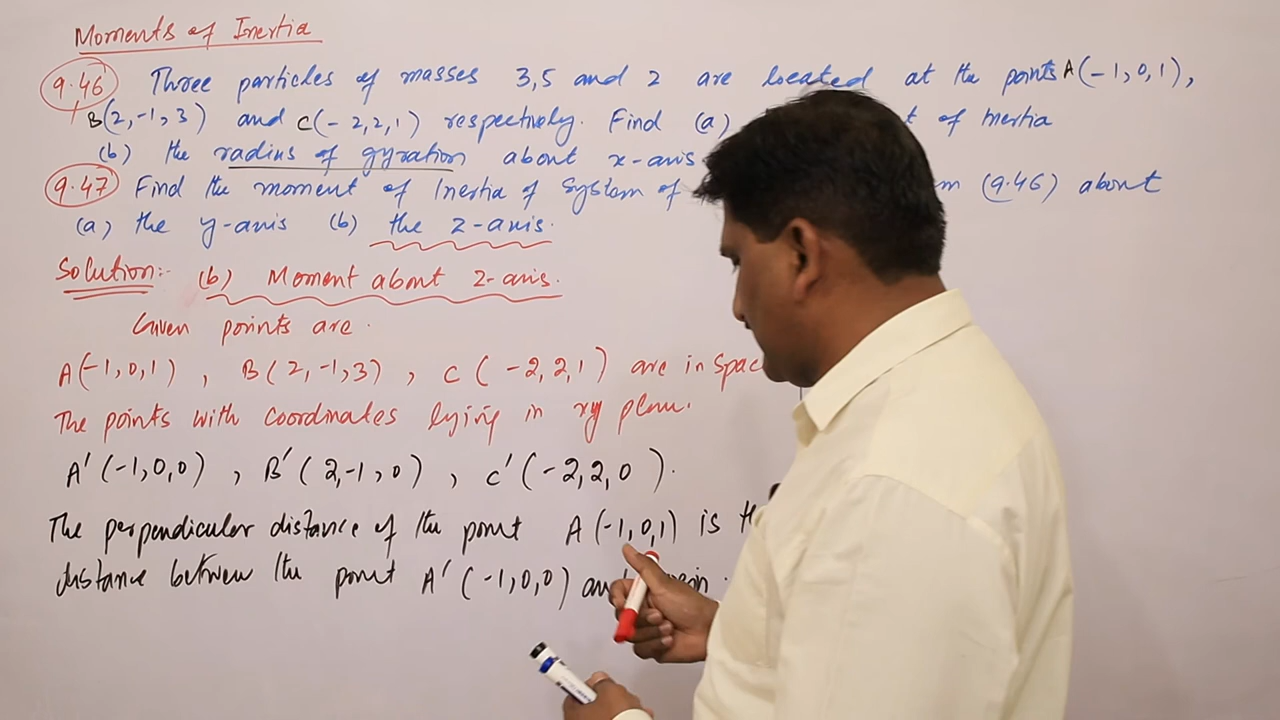 Moments of Inertia
9.46 Three particles of masses 3,5 and 2 are located at the points A(-1,0,1),
B(2,-1,3) and C(-2,2,1) respectively. Find (a) of Inertia
(b) the radius of gyration about x-axis
9.47 Find the moment of Inertia of System of (9.46) about
(a) the y-axis (b) the z-axis.
Solution:- (b) Moment about z-axis.
Given points are.
A(-1,0,1), B(2,-1,3), C(-2,2,1) are in
The points with coordinates lying in xy plane.
A'(-1,0,0), B'(2,-1,0), C'(-2,2,0).
The perpendicular distance of the point A(-1,0,1) is
distance between the point A'(-1,0,0)